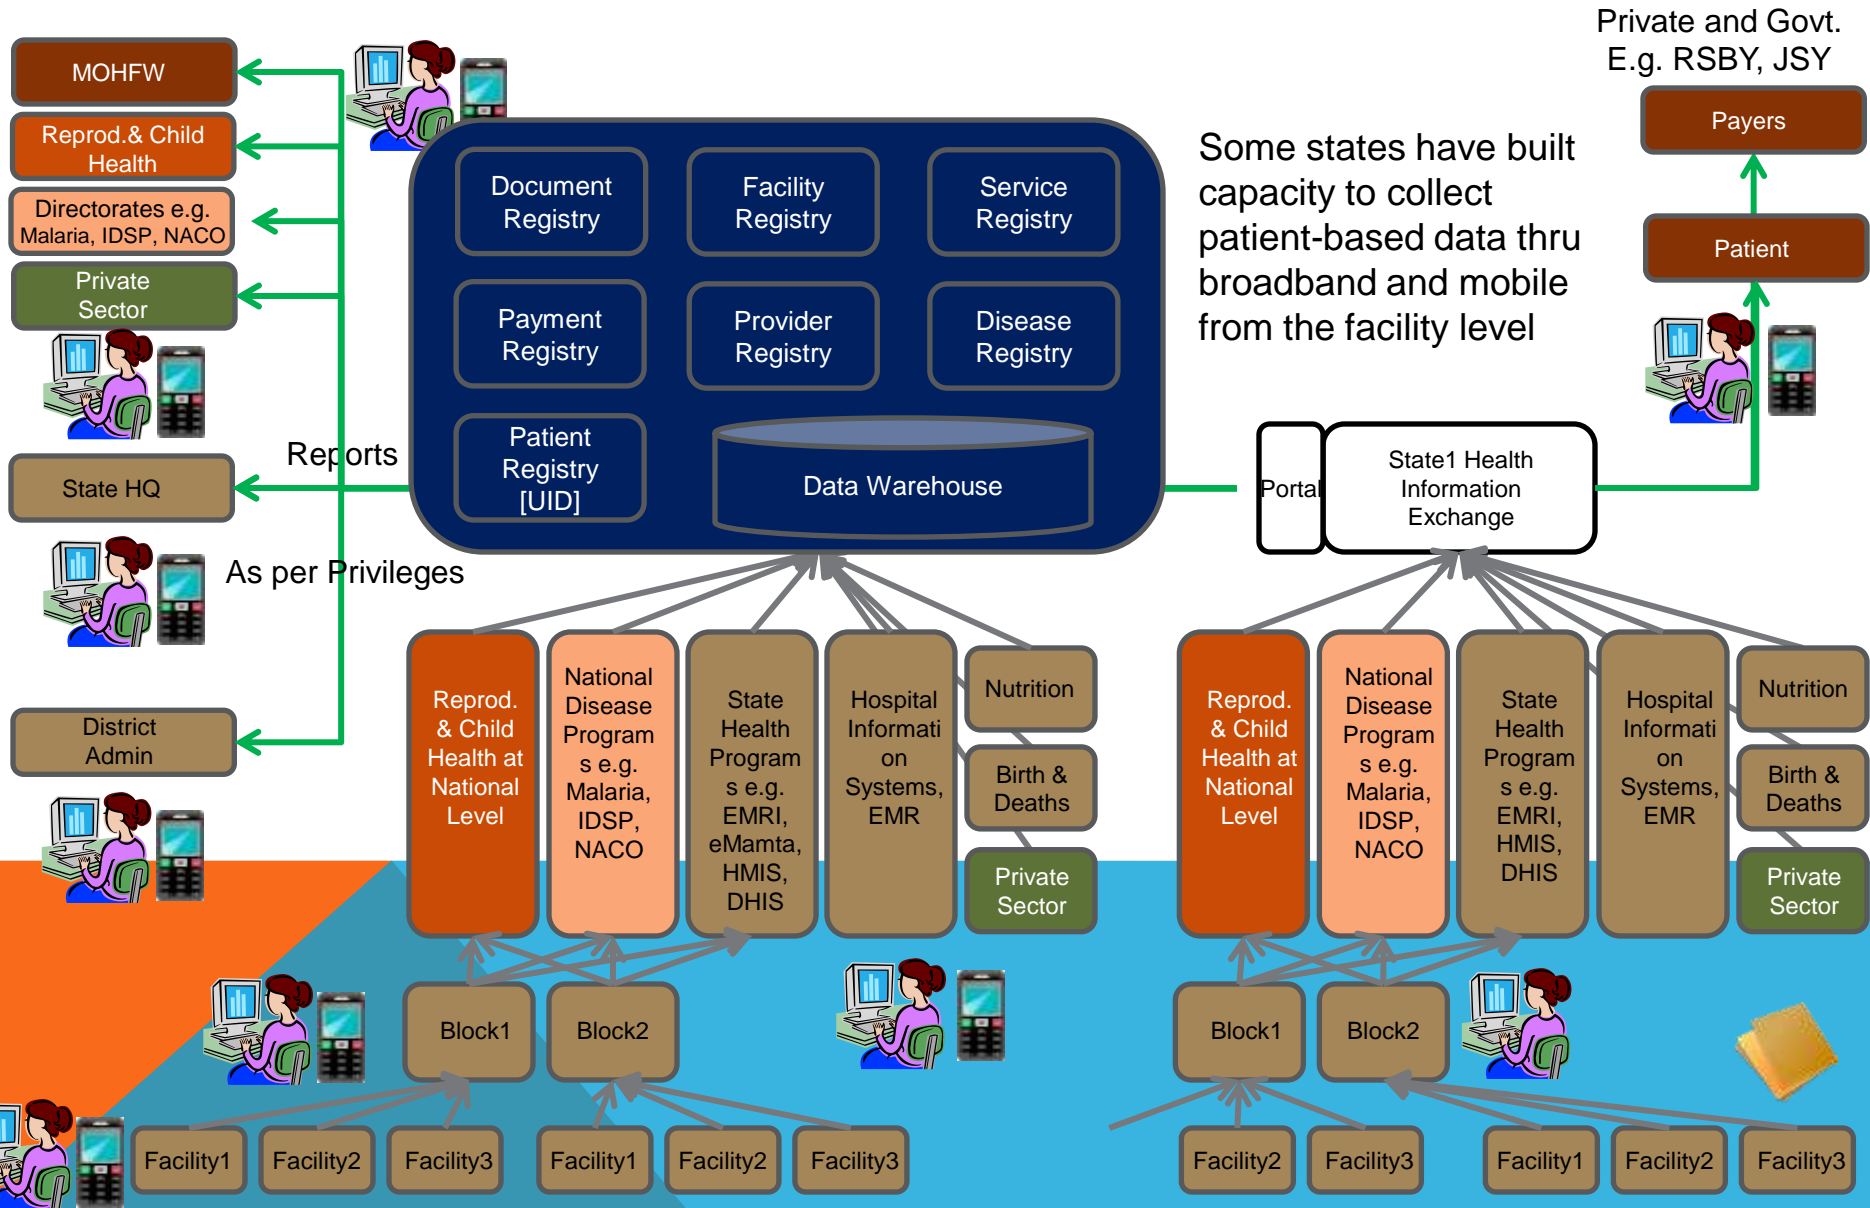 Private and Govt.
E.g. RSBY, JSY
MOHFW
Reprod.& Child
Health
Directorates e.g.
Malaria, IDSP, NACO
Private
Sector
State HQ
District
Admin
Reports
As per Privileges
Document
Registry
Facility
Registry
Service
Registry
Payment
Registry
Provider
Registry
Disease
Registry
Patient
Registry
[UID]
Data Warehouse
Some states have built
capacity to collect
patient-based data thru
broadband and mobile
from the facility level
Payers
Patient
Portal
State1 Health
Information
Exchange
Reprod.
& Child
Health at
National
Level
National
Disease
Program
s e.g.
Malaria,
IDSP,
NACO
State
Health
Program
s e.g.
EMRI,
eMamta,
HMIS,
DHIS
Hospital
Informati
on
Systems,
EMR
Nutrition
Birth &
Deaths
Private
Sector
Reprod.
& Child
Health at
National
Level
National
Disease
Program
s e.g.
Malaria,
IDSP,
NACO
State
Health
Program
s e.g.
EMRI,
HMIS,
DHIS
Hospital
Informati
on
Systems,
EMR
Nutrition
Birth &
Deaths
Private
Sector
Block1
Block2
Block1
Block2
Facility1
Facility2
Facility3
Facility1
Facility2
Facility3
Facility2
Facility3
Facility1
Facility2
Facility3